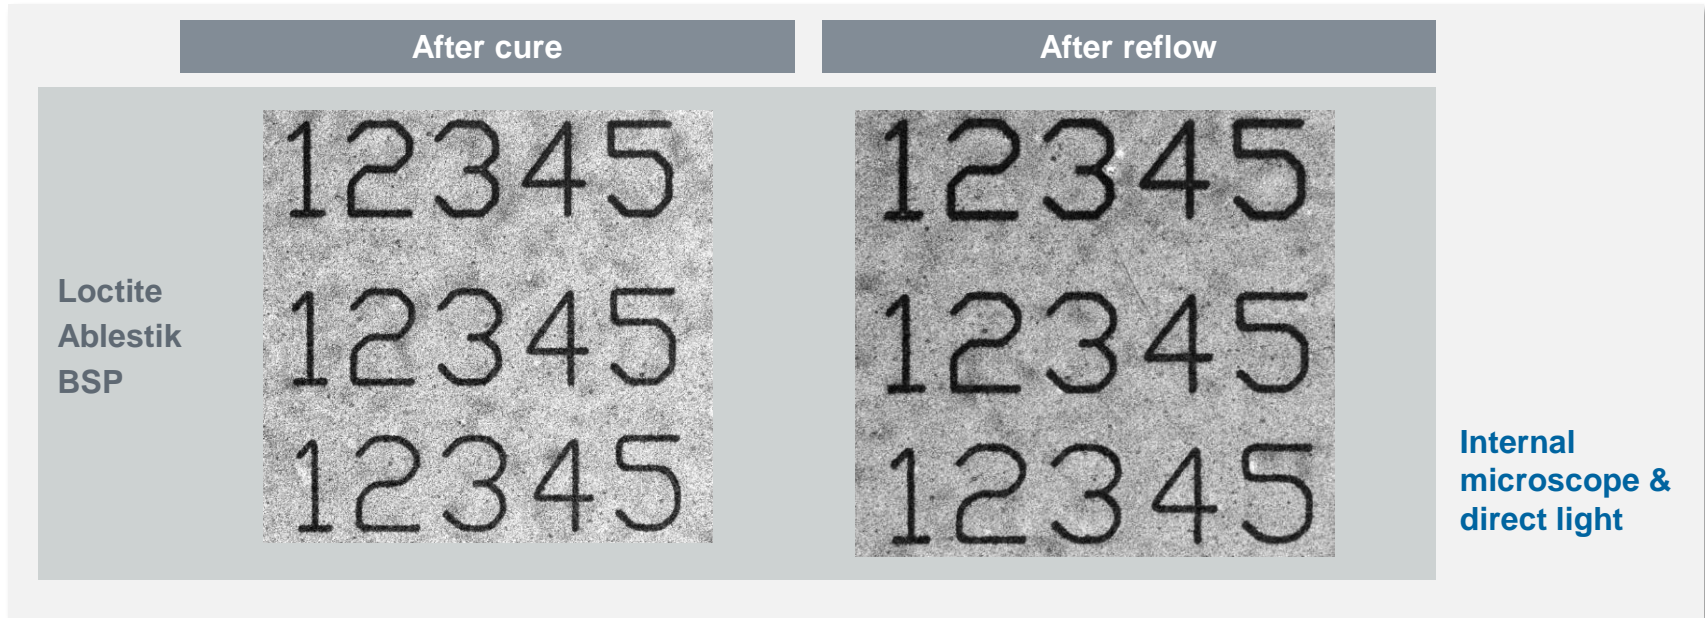 After cure
After reflow
Loctite
Ablestik
BSP
12345
12345
12345
12345
12345
12345
Internal
microscope &
direct light